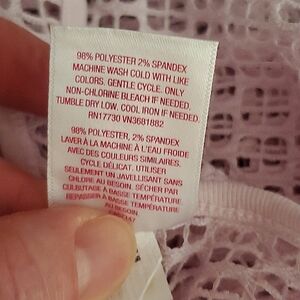 98% POLYESTER 2% SPANDEX
MACHINE WASH COLD WITH LIKE
COLORS. GENTLE CYCLE. ONLY
NON-CHLORINE BLEACH IF NEEDED.
TUMBLE DRY LOW. COOL IRON IF NEEDED.
RN17730 VN3681882
98% POLYESTER, 2% SPANDEX
LAVER À LA MACHINE À L'EAU FROIDE
AVEC DES COULEURS SIMILAIRES.
CYCLE DÉLICAT. UTILISER
SEULEMENT UN JAVELLISANT SANS
CHLORE AU BESOIN. SÉCHER PAR
CULBUTAGE À BASSE TEMPÉRATURE
REPASSER À BASSE TEMPÉRATURE
AU BESOIN.